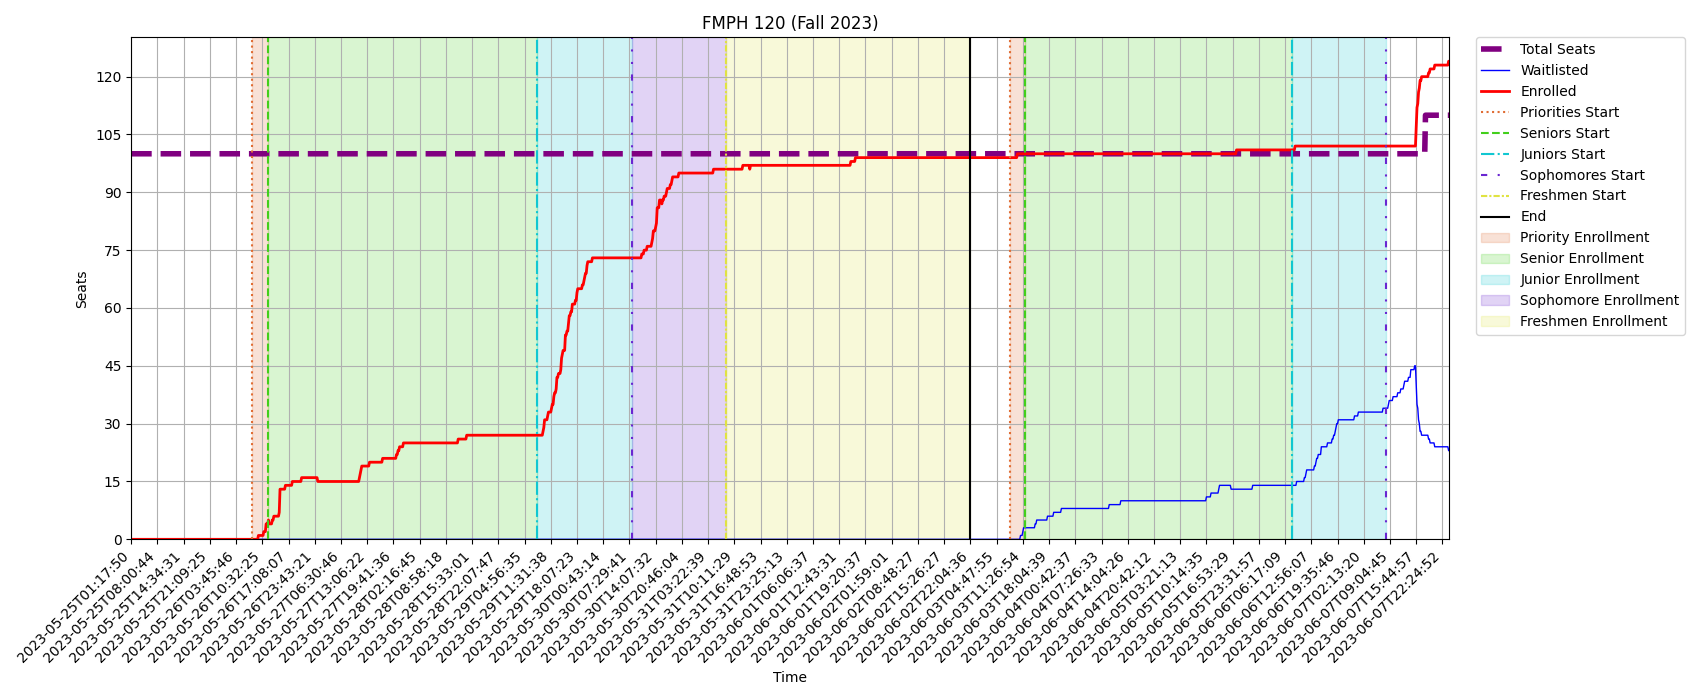 FMPH 120 (Fall 2023)
Seats
120
105
90
75
60
45
30
15
0
2023-05-25T01:17:50
2023-05-25T08:00:44
2023-05-25T14:34:31
2023-05-25T21:09:25
2023-05-26T03:45:46
2023-05-26T10:32:25
2023-05-26T17:08:07
2023-05-26T23:43:21
2023-05-27T06:30:46
2023-05-27T13:06:22
2023-05-27T19:41:36
2023-05-28T02:16:45
2023-05-28T08:58:18
2023-05-28T15:33:01
2023-05-28T22:07:47
2023-05-29T04:56:35
2023-05-29T11:31:38
2023-05-29T18:07:23
2023-05-30T00:43:14
2023-05-30T07:29:41
2023-05-30T14:07:32
2023-05-30T20:46:04
2023-05-31T03:22:39
2023-05-31T10:11:29
2023-05-31T16:48:53
2023-05-31T23:25:13
2023-06-01T06:06:37
2023-06-01T12:43:31
2023-06-01T19:20:37
2023-06-02T01:59:01
2023-06-02T08:48:27
2023-06-02T15:26:27
2023-06-02T22:04:36
2023-06-03T04:47:55
2023-06-03T11:26:54
2023-06-03T18:04:39
2023-06-04T00:42:37
2023-06-04T07:26:33
2023-06-04T14:04:26
2023-06-04T20:42:12
2023-06-05T03:21:13
2023-06-05T10:14:35
2023-06-05T16:53:29
2023-06-05T23:31:57
2023-06-06T06:17:09
2023-06-06T12:56:07
2023-06-06T19:35:46
2023-06-07T02:13:20
2023-06-07T09:04:45
2023-06-07T15:44:57
2023-06-07T22:24:52
Time
Total Seats
Waitlisted
Enrolled
Priorities Start
Seniors Start
Juniors Start
Sophomores Start
Freshmen Start
End
Priority Enrollment
Senior Enrollment
Junior Enrollment
Sophomore Enrollment
Freshmen Enrollment